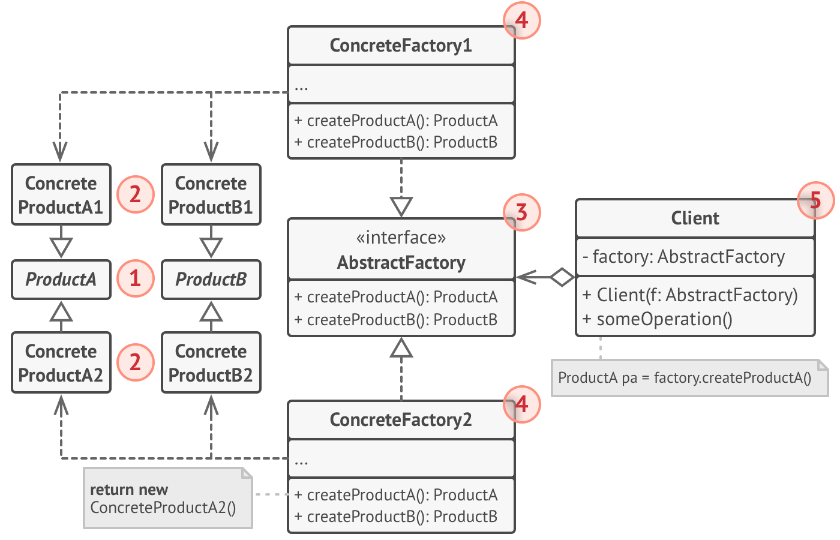 4
ConcreteFactory1
...
+ createProductA(): ProductA
+ createProductB(): ProductB
Concrete
ProductA1
2
Concrete
ProductB1
ProductA
1
ProductB
Concrete
ProductA2
2
Concrete
ProductB2
3
«interface»
AbstractFactory
+ createProductA(): ProductA
+ createProductB(): ProductB
5
Client
- factory: AbstractFactory
+ Client(f: AbstractFactory)
+ someOperation()
ProductA pa = factory.createProductA()
4
ConcreteFactory2
...
+ createProductA(): ProductA
+ createProductB(): ProductB
return new
ConcreteProductA2()